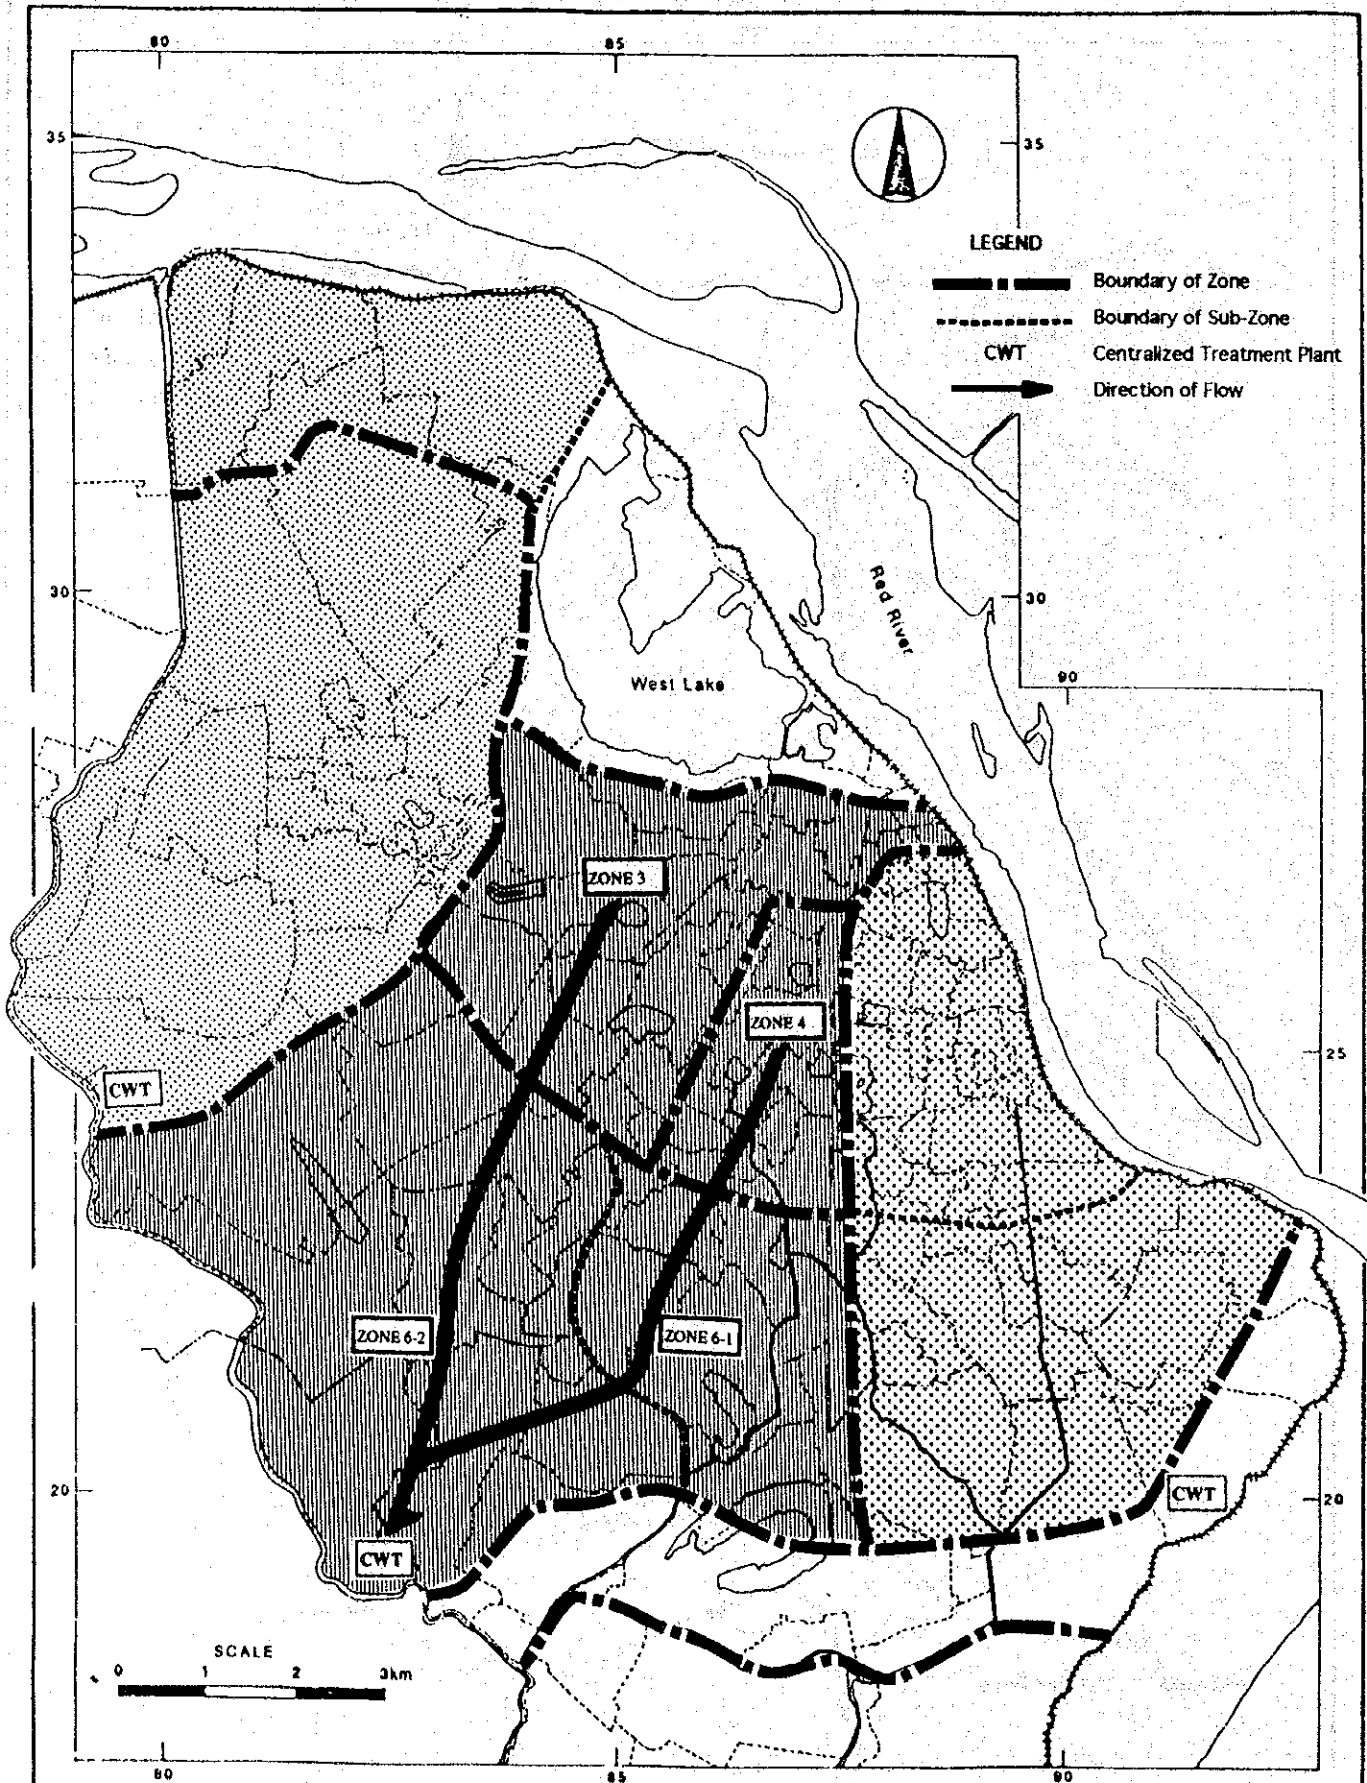 80
85
35
35
LEGEND
Boundary of Zone
Boundary of Sub-Zone
CWT Centralized Treatment Plant
Direction of Flow
30
30
Red River
West Lake
90
ZONE 3
ZONE 4
25
CWT
ZONE 6-2
ZONE 6-1
20
CWT
20
CWT
SCALE
0 1 2 3km
80
85
90